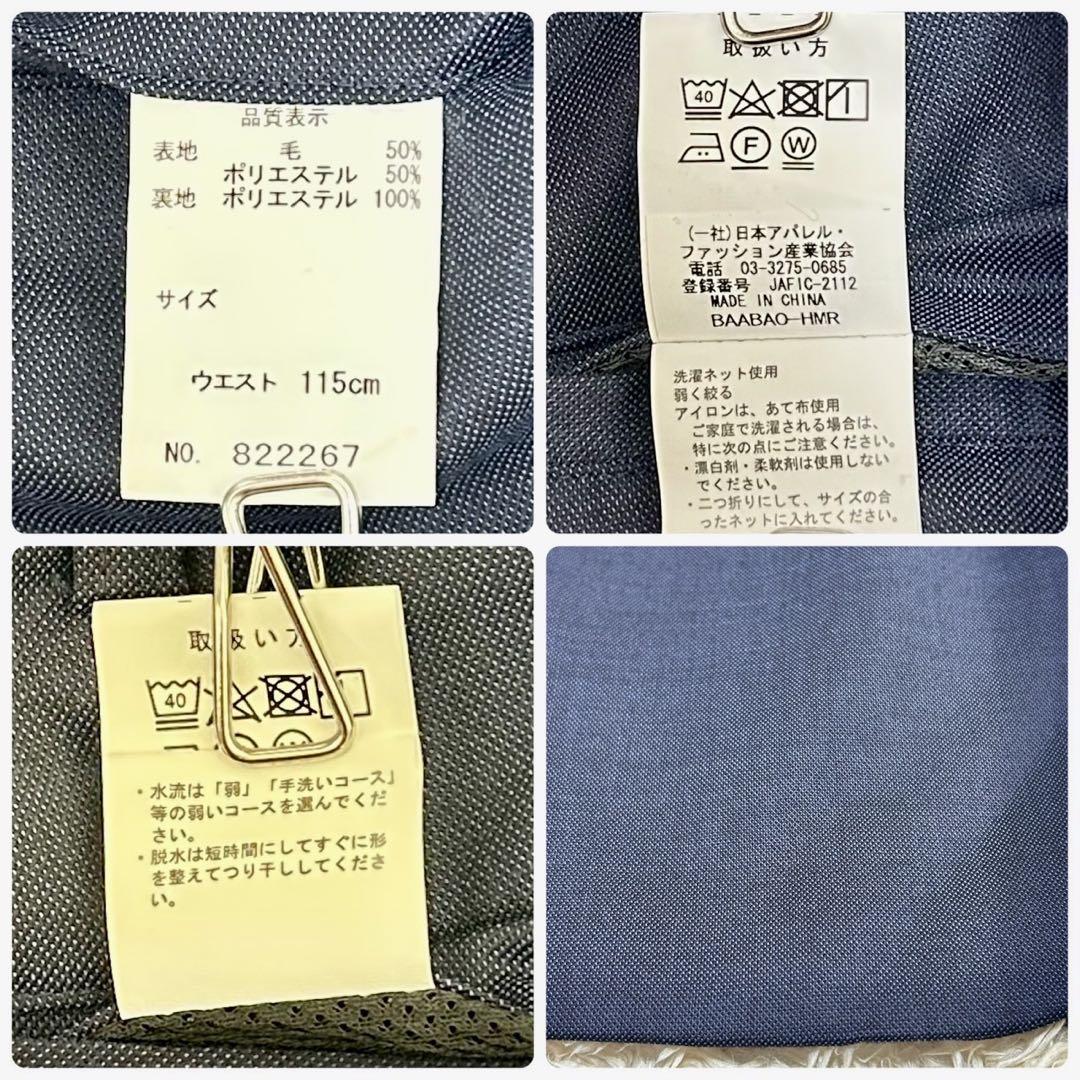 品質表示
表地 毛 50%
ポリエステル 50%
裏地 ポリエステル 100%
サイズ
ウエスト 115cm
NO. 822267
取扱い方
40
F
W
(一社)日本アパレル・
ファッション産業協会
電話 03-3275-0685
登録番号 JAFIC-2112
MADE IN CHINA
BAABAO-HMR
洗濯ネット使用
弱く絞る
アイロンは、あて布使用
ご家庭で洗濯される場合は、
特に次の点にご注意ください。
・漂白剤・柔軟剤は使用しない
でください。
・二つ折りにして、サイズの合
ったネットに入れてください。
取扱い方
40
・水流は「弱」「手洗いコース」
等の弱いコースを選んでくだ
さい。
・脱水は短時間にしてすぐに形
を整えてつり干ししてくださ
い。